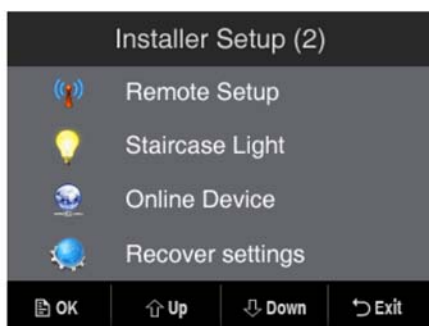 Installer Setup (2)
Remote Setup
Staircase Light
Online Device
Recover settings
OK Up Down Exit